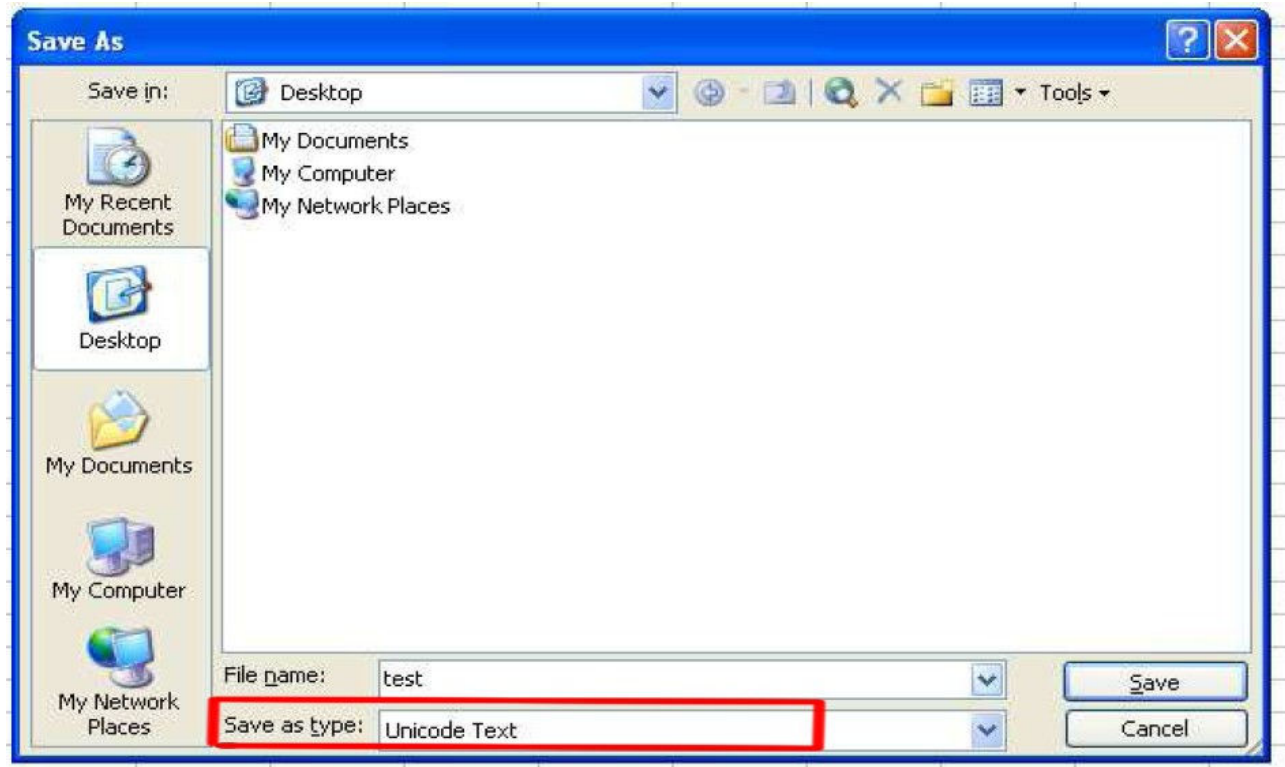 Save As
Save in:
Desktop
Tools
My Documents
My Computer
My Network Places
My Recent
Documents
Desktop
My Documents
My Computer
My Network
Places
File name:
test
Save
Save as type:
Unicode Text
Cancel